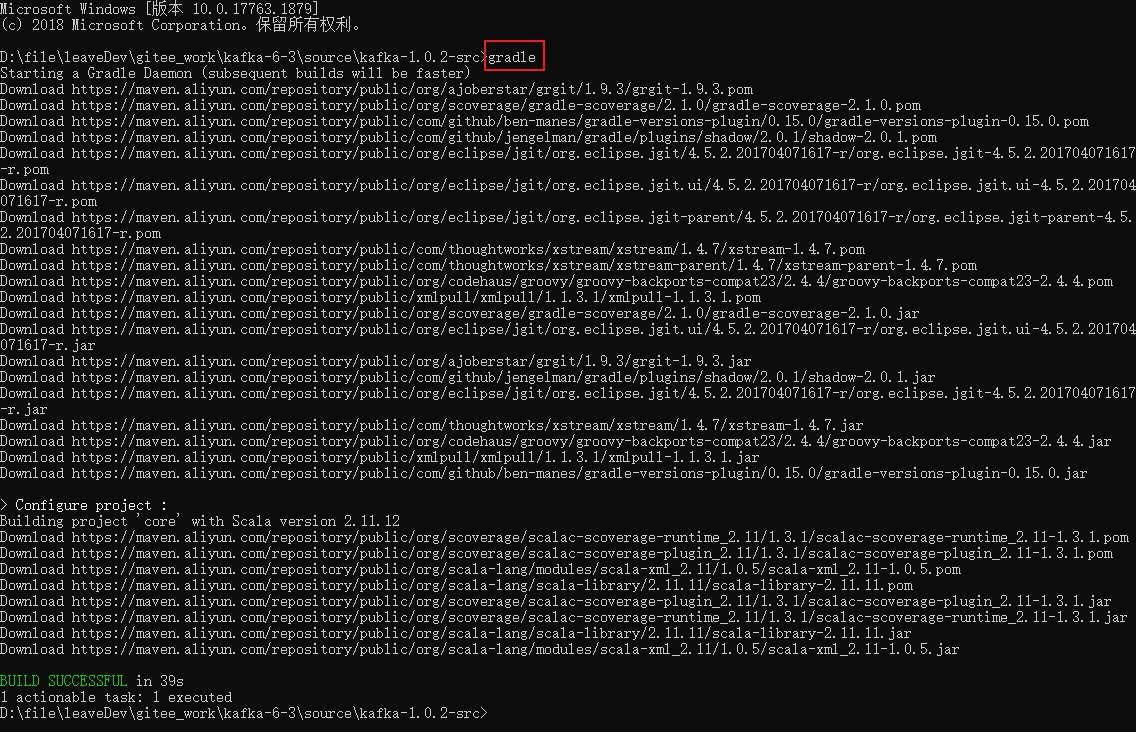 Microsoft Windows [版本 10.0.17763.1879]
(c) 2018 Microsoft Corporation。保留所有权利。
D:\file\leaveDev\gitee_work\kafka-6-3\source\kafka-1.0.2-src>gradle
Starting a Gradle Daemon (subsequent builds will be faster)
Download https://maven.aliyun.com/repository/public/org/ajoberstar/grgit/1.9.3/grgit-1.9.3.pom
Download https://maven.aliyun.com/repository/public/org/scoverage/gradle-scoverage/2.1.0/gradle-scoverage-2.1.0.pom
Download https://maven.aliyun.com/repository/public/com/github/ben-manes/gradle-versions-plugin/0.15.0/gradle-versions-plugin-0.15.0.pom
Download https://maven.aliyun.com/repository/public/com/github/jengelman/gradle/plugins/shadow/2.0.1/shadow-2.0.1.pom
Download https://maven.aliyun.com/repository/public/org/eclipse/jgit/org.eclipse.jgit/4.5.2.201704071617-r/org.eclipse.jgit-4.5.2.201704071617
-r.pom
Download https://maven.aliyun.com/repository/public/org/eclipse/jgit/org.eclipse.jgit.ui/4.5.2.201704071617-r/org.eclipse.jgit.ui-4.5.2.201704
071617-r.pom
Download https://maven.aliyun.com/repository/public/org/eclipse/jgit/org.eclipse.jgit-parent/4.5.2.201704071617-r/org.eclipse.jgit-parent-4.5.
2.201704071617-r.pom
Download https://maven.aliyun.com/repository/public/com/thoughtworks/xstream/xstream/1.4.7/xstream-1.4.7.pom
Download https://maven.aliyun.com/repository/public/com/thoughtworks/xstream/xstream-parent/1.4.7/xstream-parent-1.4.7.pom
Download https://maven.aliyun.com/repository/public/org/codehaus/groovy/groovy-backports-compat23/2.4.4/groovy-backports-compat23-2.4.4.pom
Download https://maven.aliyun.com/repository/public/xmlpull/xmlpull/1.1.3.1/xmlpull-1.1.3.1.pom
Download https://maven.aliyun.com/repository/public/org/scoverage/gradle-scoverage/2.1.0/gradle-scoverage-2.1.0.jar
Download https://maven.aliyun.com/repository/public/org/eclipse/jgit/org.eclipse.jgit.ui/4.5.2.201704071617-r/org.eclipse.jgit.ui-4.5.2.201704
071617-r.jar
Download https://maven.aliyun.com/repository/public/org/ajoberstar/grgit/1.9.3/grgit-1.9.3.jar
Download https://maven.aliyun.com/repository/public/com/github/jengelman/gradle/plugins/shadow/2.0.1/shadow-2.0.1.jar
Download https://maven.aliyun.com/repository/public/org/eclipse/jgit/org.eclipse.jgit/4.5.2.201704071617-r/org.eclipse.jgit-4.5.2.201704071617
-r.jar
Download https://maven.aliyun.com/repository/public/com/thoughtworks/xstream/xstream/1.4.7/xstream-1.4.7.jar
Download https://maven.aliyun.com/repository/public/org/codehaus/groovy/groovy-backports-compat23/2.4.4/groovy-backports-compat23-2.4.4.jar
Download https://maven.aliyun.com/repository/public/xmlpull/xmlpull/1.1.3.1/xmlpull-1.1.3.1.jar
Download https://maven.aliyun.com/repository/public/com/github/ben-manes/gradle-versions-plugin/0.15.0/gradle-versions-plugin-0.15.0.jar
> Configure project :
Building project 'core' with Scala version 2.11.12
Download https://maven.aliyun.com/repository/public/org/scoverage/scalac-scoverage-runtime_2.11/1.3.1/scalac-scoverage-runtime_2.11-1.3.1.pom
Download https://maven.aliyun.com/repository/public/org/scoverage/scalac-scoverage-plugin_2.11/1.3.1/scalac-scoverage-plugin_2.11-1.3.1.pom
Download https://maven.aliyun.com/repository/public/org/scala-lang/modules/scala-xml_2.11/1.0.5/scala-xml_2.11-1.0.5.pom
Download https://maven.aliyun.com/repository/public/org/scala-lang/scala-library/2.11.11/scala-library-2.11.11.pom
Download https://maven.aliyun.com/repository/public/org/scoverage/scalac-scoverage-plugin_2.11/1.3.1/scalac-scoverage-plugin_2.11-1.3.1.jar
Download https://maven.aliyun.com/repository/public/org/scoverage/scalac-scoverage-runtime_2.11/1.3.1/scalac-scoverage-runtime_2.11-1.3.1.jar
Download https://maven.aliyun.com/repository/public/org/scala-lang/scala-library/2.11.11/scala-library-2.11.11.jar
Download https://maven.aliyun.com/repository/public/org/scala-lang/modules/scala-xml_2.11/1.0.5/scala-xml_2.11-1.0.5.jar
BUILD SUCCESSFUL in 39s
1 actionable task: 1 executed
D:\file\leaveDev\gitee_work\kafka-6-3\source\kafka-1.0.2-src>